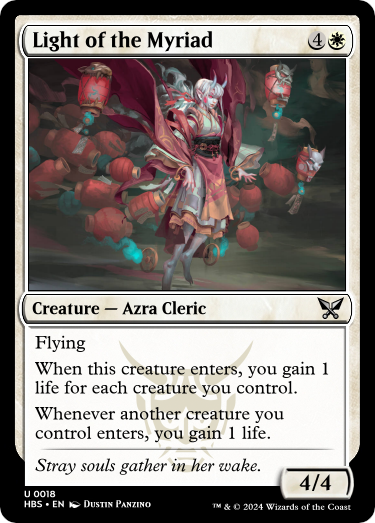 Light of the Myriad 4
Creature — Azra Cleric
Flying
When this creature enters, you gain 1
life for each creature you control.
Whenever another creature you
control enters, you gain 1 life.
Stray souls gather in her wake.
4/4
U 0018
HBS • EN Dustin Panzino
™ & © 2024 Wizards of the Coast